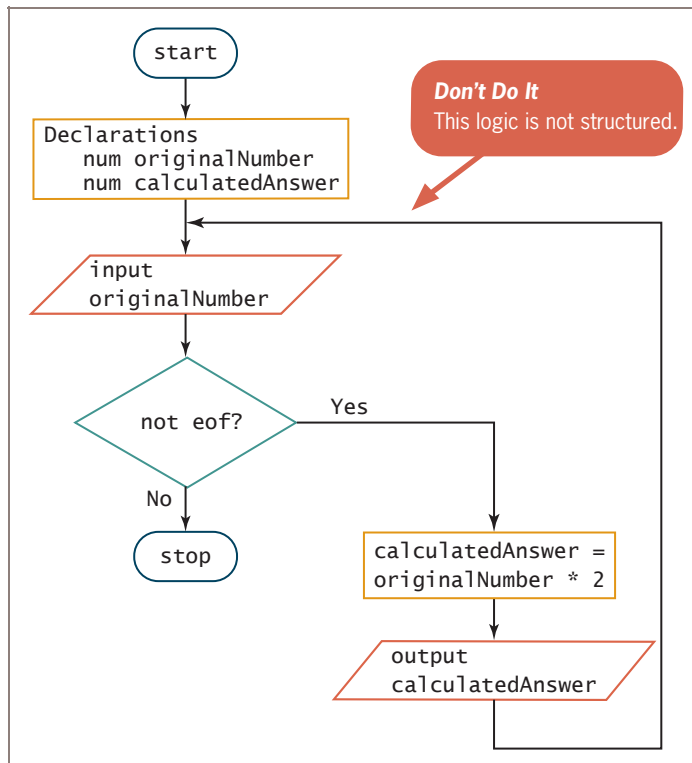 start
Don't Do It
This logic is not structured.
Declarations
num originalNumber
num calculatedAnswer
input
originalNumber
not eof?
Yes
No
stop
calculatedAnswer =
originalNumber * 2
output
calculatedAnswer